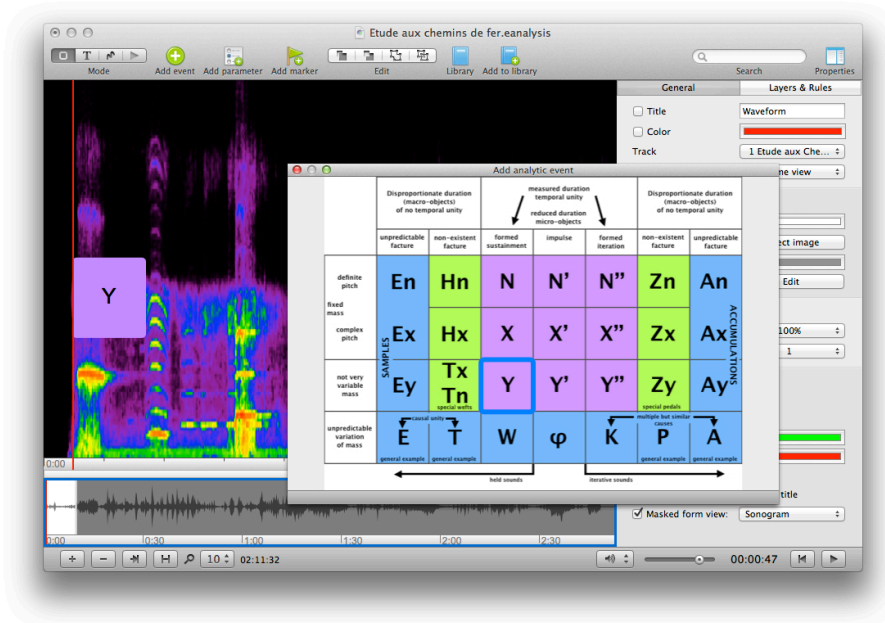 Etude aux chemins de fer.eanalysis
T
Mode
Add event
Add parameter
Add marker
Edit
Library
Add to library
Search
Properties
General
Layers & Rules
Title
Waveform
Color
Track
1 Etude aux Che...
ne view
ect image
Edit
100%
1
title
Masked form view:
Sonogram
Y
0:00
Add analytic event
Disproportionate duration
(macro-objects)
of no temporal unity
measured duration
temporal unity
reduced duration
micro-objects
Disproportionate duration
(macro-objects)
of no temporal unity
unpredictable
facture
non-existent
facture
formed
sustainment
impulse
formed
iteration
non-existent
facture
unpredictable
facture
fixed
mass
definite
pitch
En Hn N N' N'' Zn An
complex
pitch
Ex Hx X X' X'' Zx Ax
not very
variable
mass
Ey Tx Tn Y Y' Y'' Zy Ay
special wefts
special pedals
SAMPLES
ACCUMULATIONS
unpredictable
variation
of mass
causal unity
multiple but similar
causes
E T W φ K P A
general example
general example
general example
general example
held sounds
iterative sounds
0:00 0:30 1:00 1:30 2:00 2:30
10
02:11:32
00:00:47